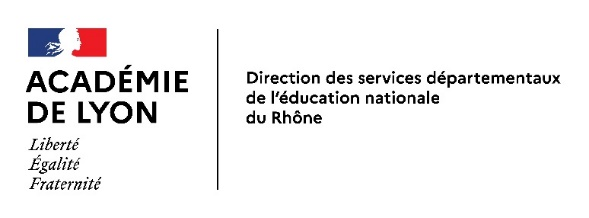 ACADÉMIE
DE LYON
Liberté
Égalité
Fraternité
Direction des services départementaux
de l'éducation nationale
du Rhône